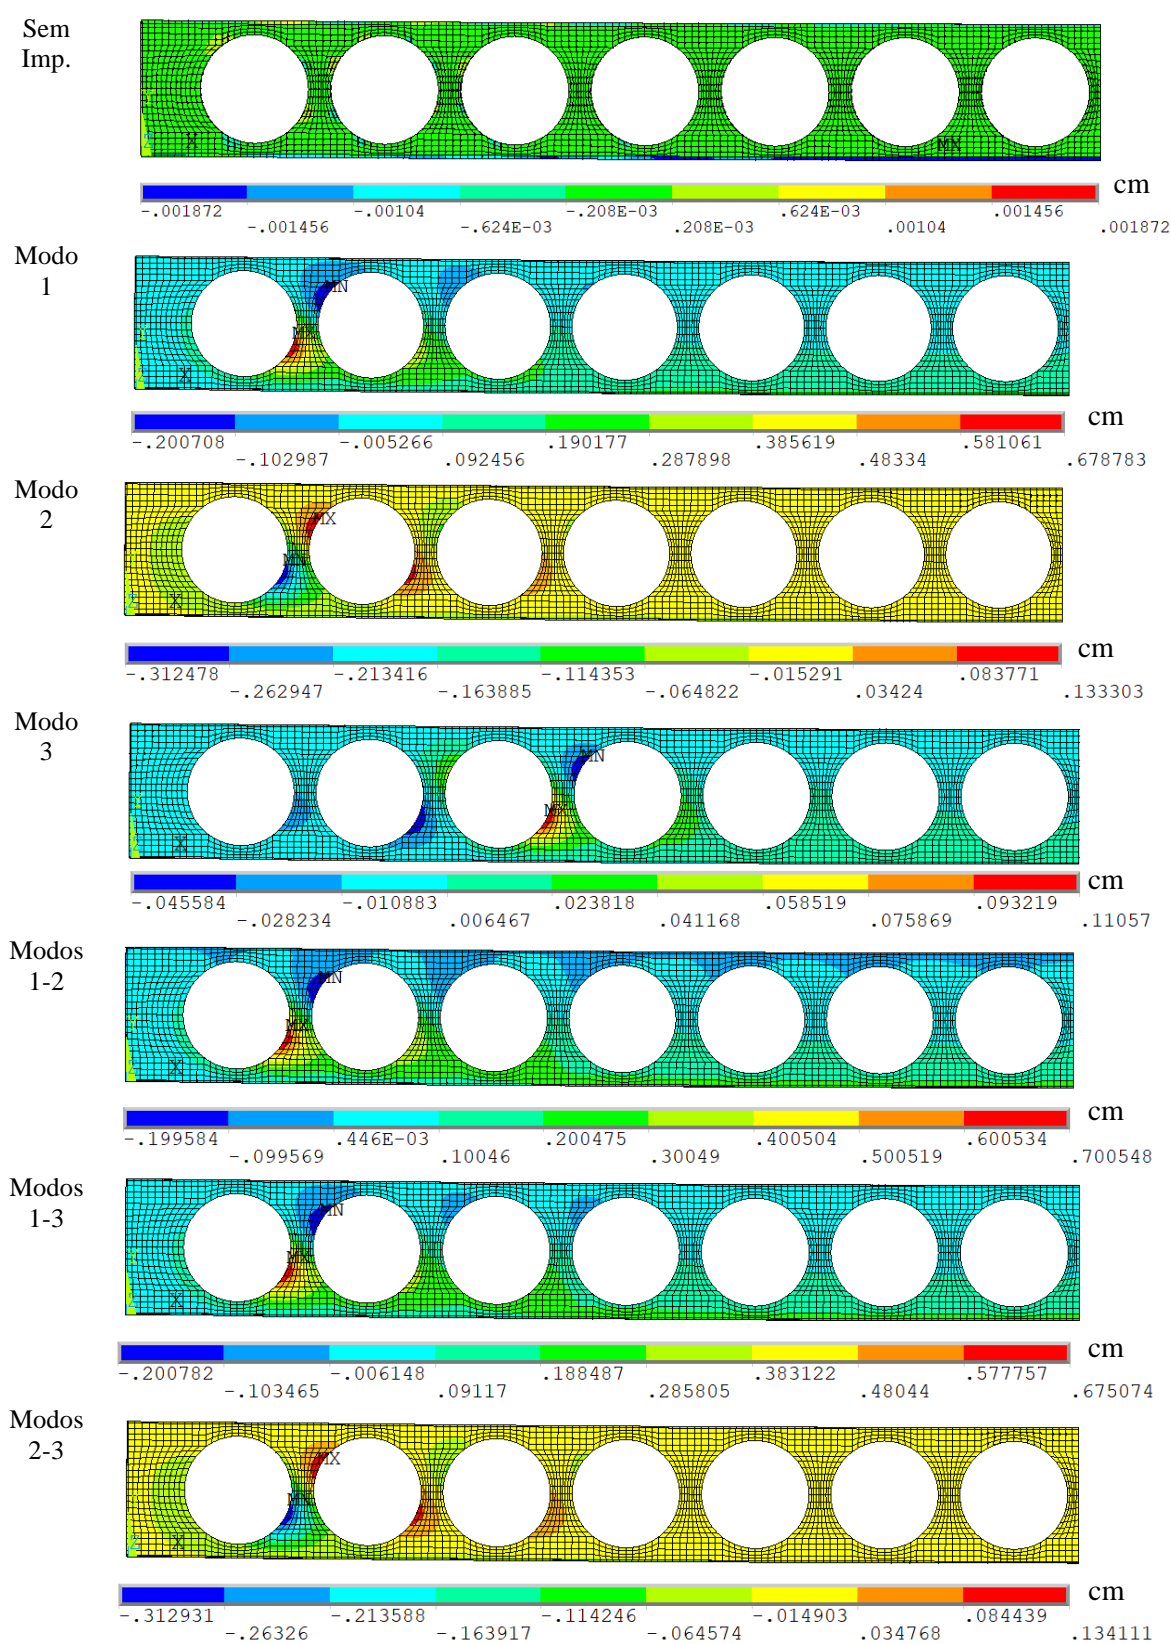 Sem
Imp.
X
MX
cm
-.001872 -.00104 -.208E-03 .624E-03 .001456
-.001456 -.624E-03 .208E-03 .00104 .001872
Modo
1
MN
MX
X
cm
-.200708 -.005266 .190177 .385619 .581061
-.102987 .092456 .287898 .48334 .678783
Modo
2
MX
MN
Z X
cm
-.312478 -.213416 -.114353 -.015291 .083771
-.262947 -.163885 -.064822 .03424 .133303
Modo
3
MN
MX
X
cm
-.045584 -.010883 .023818 .058519 .093219
-.028234 .006467 .041168 .075869 .11057
Modos
1-2
MN
MX
X
cm
-.199584 .446E-03 .200475 .400504 .600534
-.099569 .10046 .30049 .500519 .700548
Modos
1-3
MN
MX
X
cm
-.200782 -.006148 .188487 .383122 .577757
-.103465 .09117 .285805 .48044 .675074
Modos
2-3
MX
MN
Z X
cm
-.312931 -.213588 -.114246 -.014903 .084439
-.26326 -.163917 -.064574 .034768 .134111